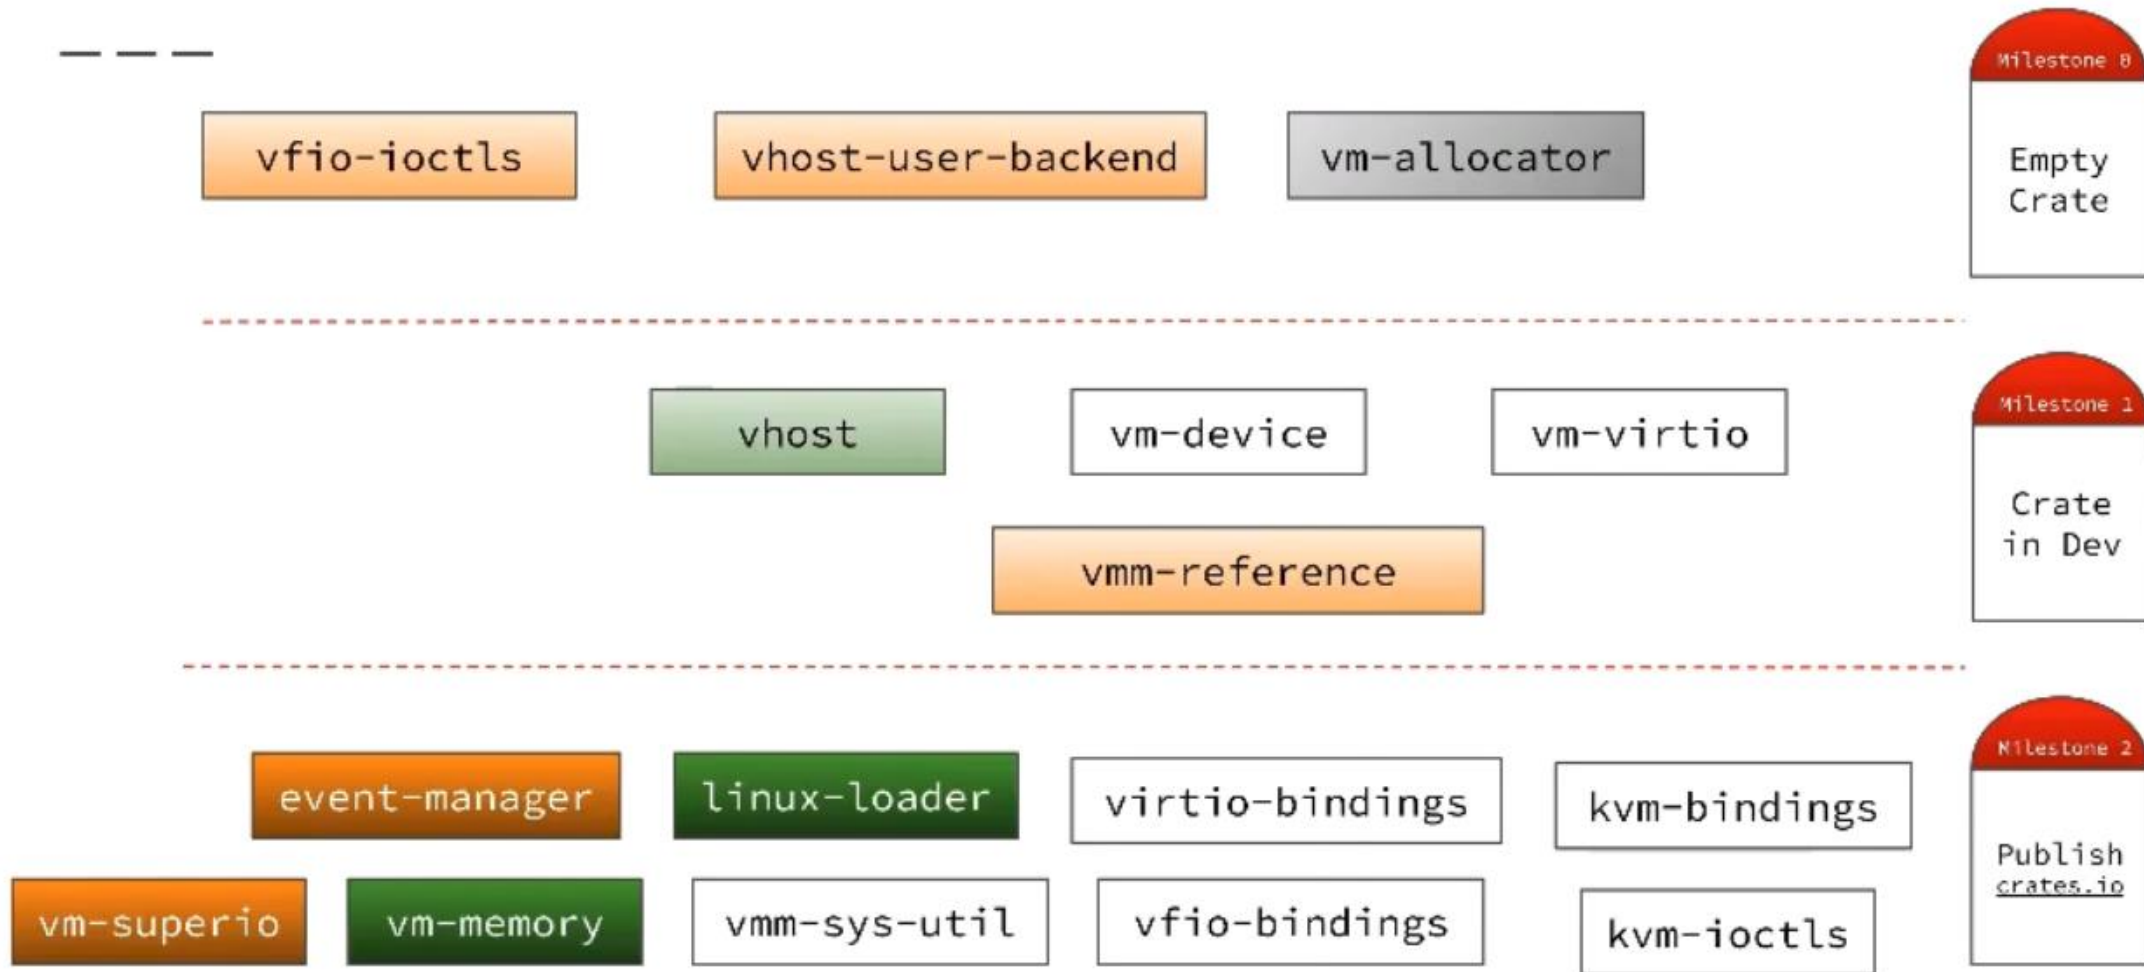 Milestone 0
vfio-ioctls
vhost-user-backend
vm-allocator
Empty
Crate
Milestone 1
vhost
vm-device
vm-virtio
Crate
in Dev
vmm-reference
Milestone 2
event-manager
linux-loader
virtio-bindings
kvm-bindings
Publish
crates.io
vm-superio
vm-memory
vmm-sys-util
vfio-bindings
kvm-ioctls